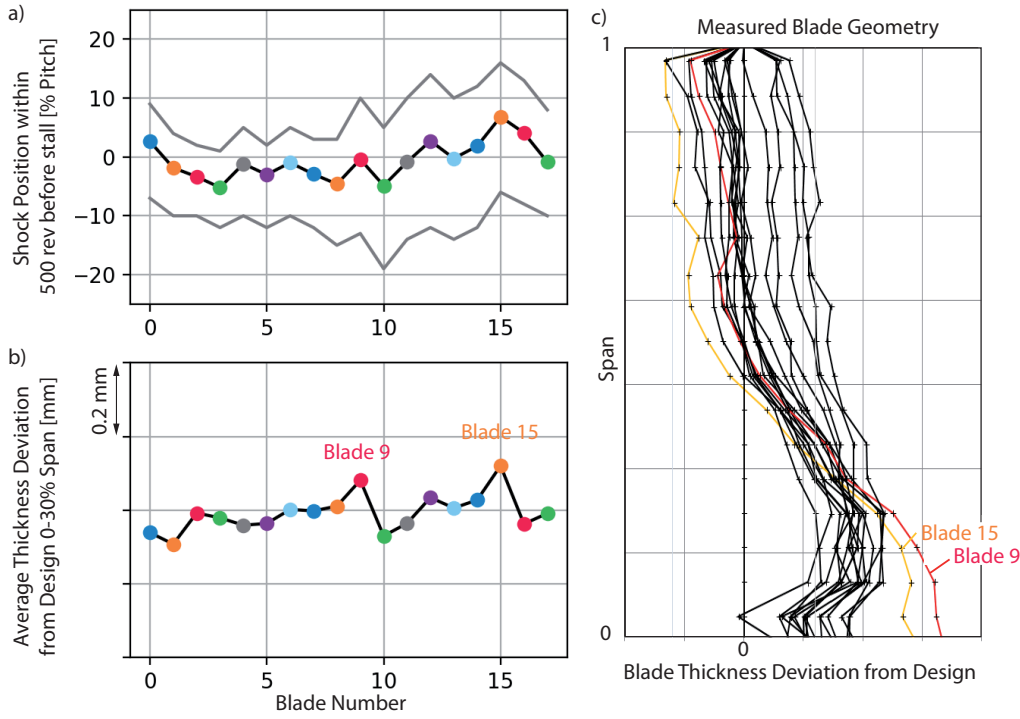 a)
Shock Position within
500 rev before stall [% Pitch]
20
10
0
−10
−20
0
5
10
15
b)
Average Thickness Deviation
from Design 0-30% Span [mm]
0.2 mm
Blade 9
Blade 15
0
5
10
15
Blade Number
c)
Measured Blade Geometry
1
Span
0
Blade 15
Blade 9
0
Blade Thickness Deviation from Design